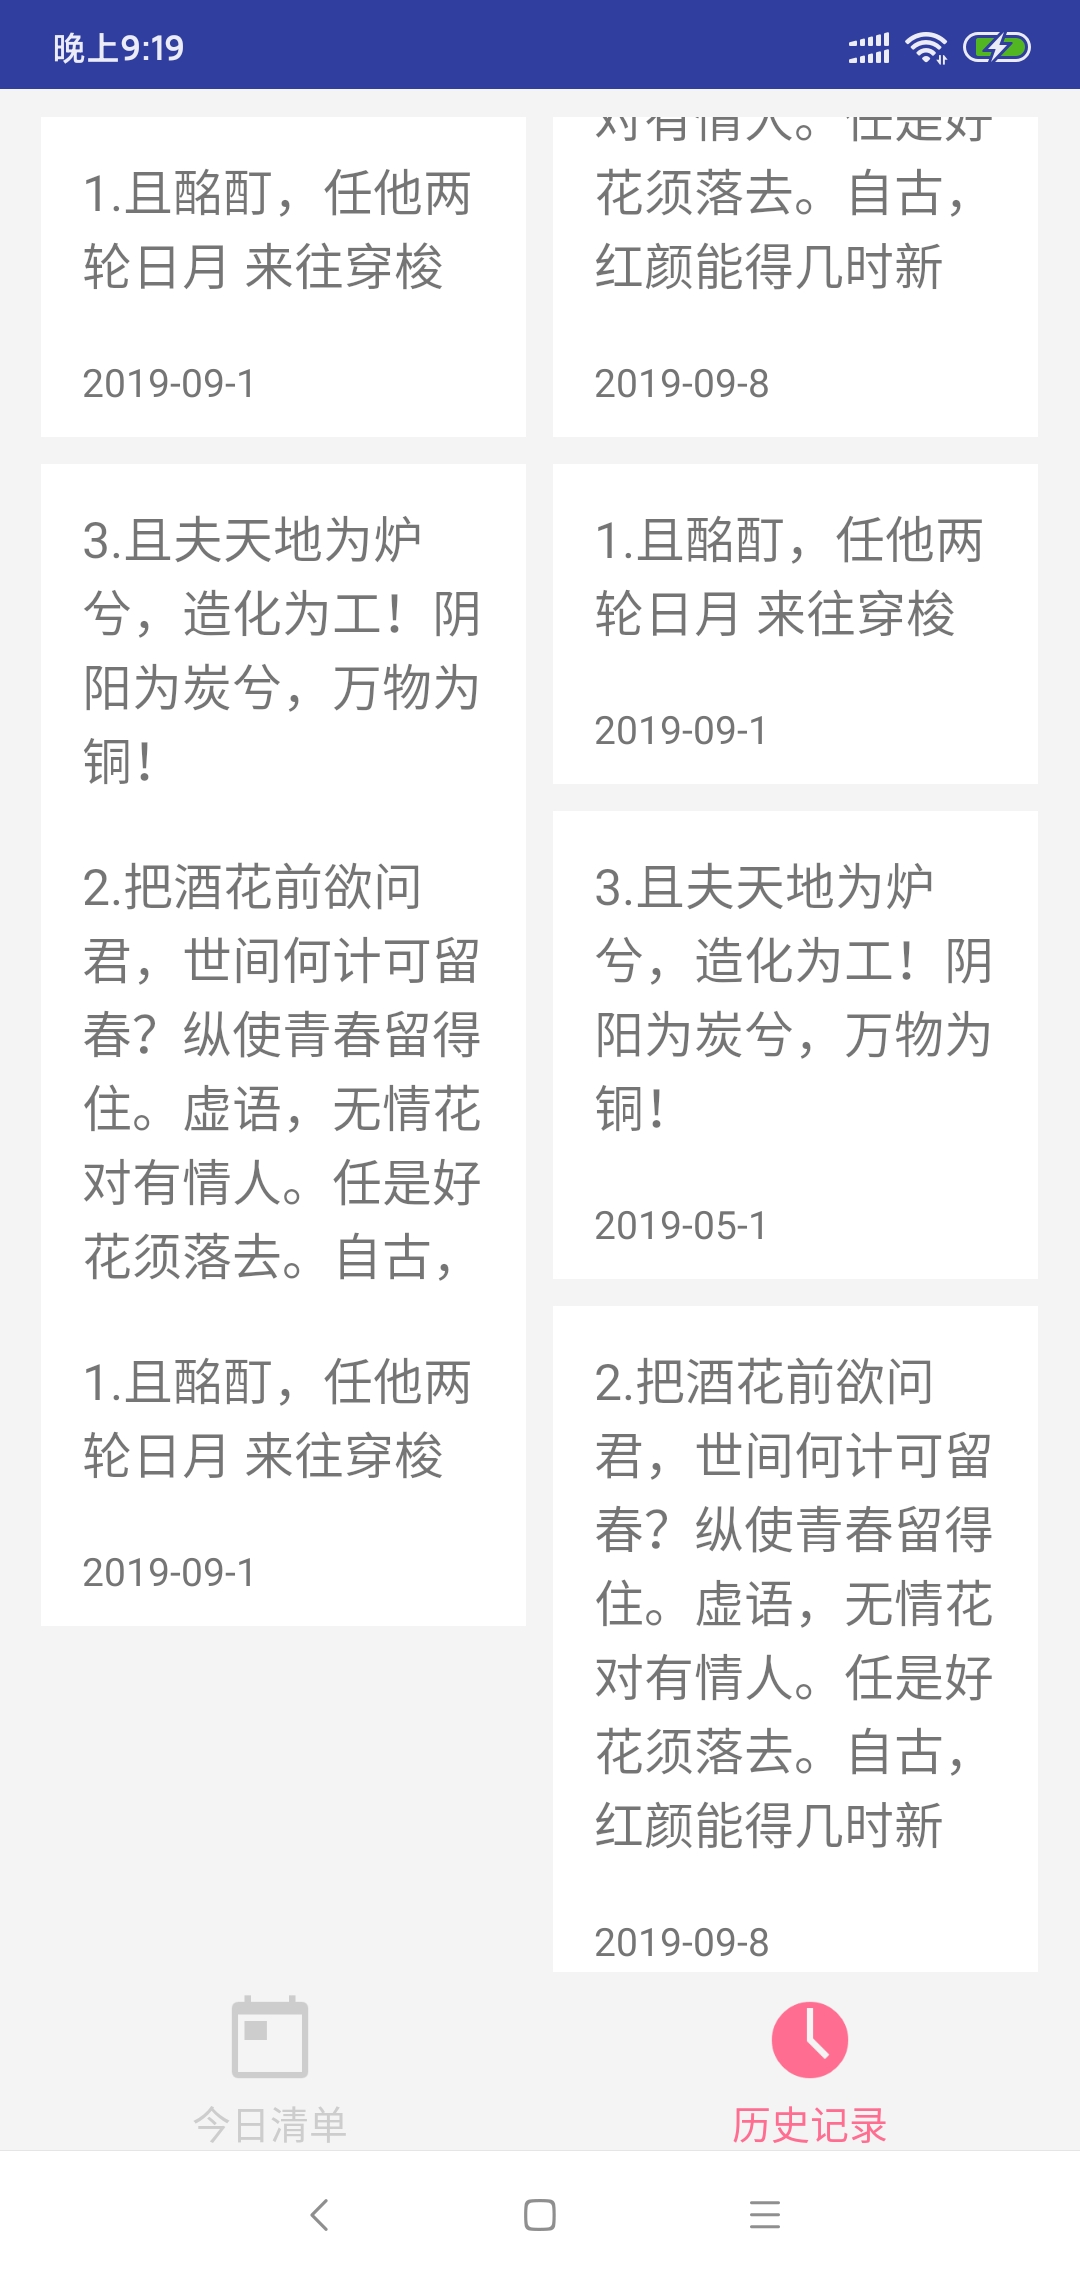 晚上9:19
1.且酩酊，任他两
轮日月 来往穿梭
2019-09-1
3.且夫天地为炉
兮，造化为工！阴
阳为炭兮，万物为
铜！
2.把酒花前欲问
君，世间何计可留
春？纵使青春留得
住。虚语，无情花
对有情人。任是好
花须落去。自古，
1.且酩酊，任他两
轮日月 来往穿梭
2019-09-1
对有情人。任是好
花须落去。自古，
红颜能得几时新
2019-09-8
1.且酩酊，任他两
轮日月 来往穿梭
2019-09-1
3.且夫天地为炉
兮，造化为工！阴
阳为炭兮，万物为
铜！
2019-05-1
2.把酒花前欲问
君，世间何计可留
春？纵使青春留得
住。虚语，无情花
对有情人。任是好
花须落去。自古，
红颜能得几时新
2019-09-8
今日清单
历史记录